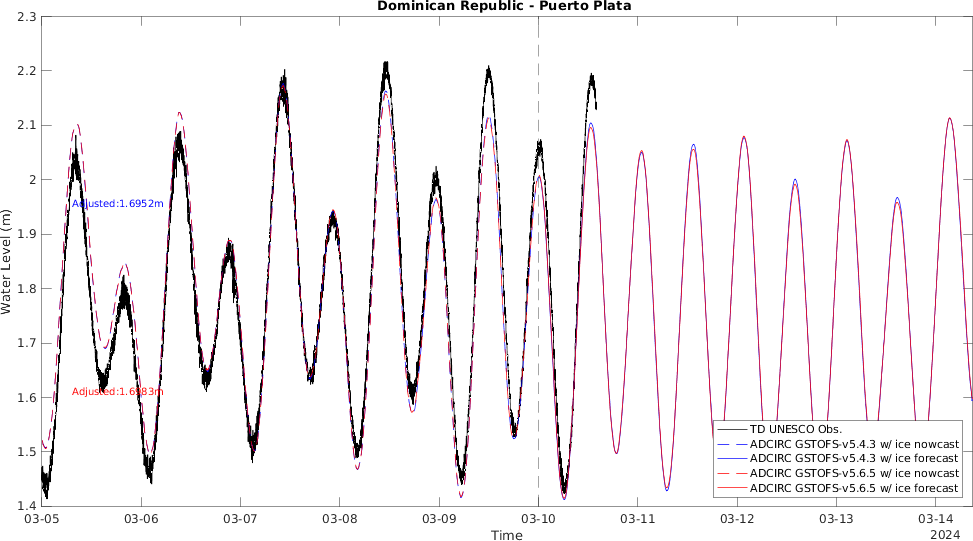 Dominican Republic - Puerto Plata
Water Level (m)
2.3
2.2
2.1
2
1.9
1.8
1.7
1.6
1.5
1.4
Adjusted:1.6952m
Adjusted:1.6983m
TD UNESCO Obs.
ADCIRC GSTOFS-v5.4.3 w/ ice nowcast
ADCIRC GSTOFS-v5.4.3 w/ ice forecast
ADCIRC GSTOFS-v5.6.5 w/ ice nowcast
ADCIRC GSTOFS-v5.6.5 w/ ice forecast
03-05 03-06 03-07 03-08 03-09 03-10 03-11 03-12 03-13 03-14
Time
2024